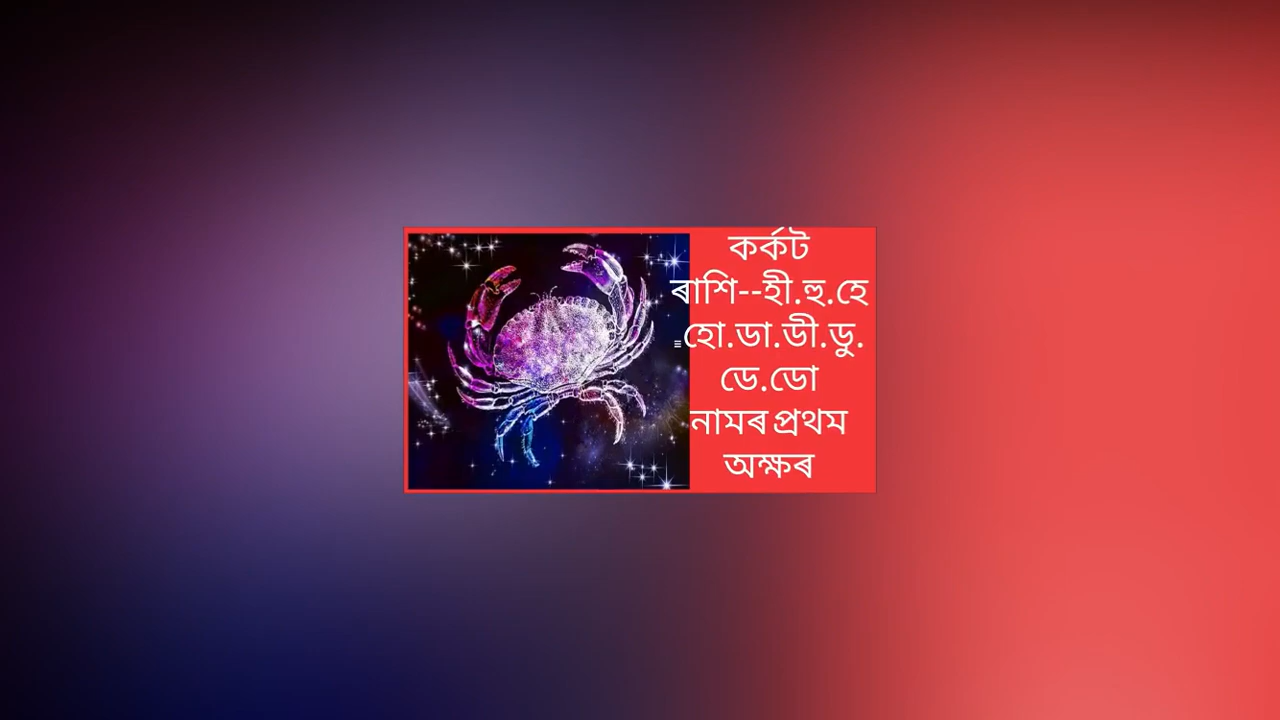 কৰ্কট
ৰাশি--হী.হু.হে
.হো.ডা.ডী.ডু.
ডে.ডো
নামৰ প্ৰথম
অক্ষৰ